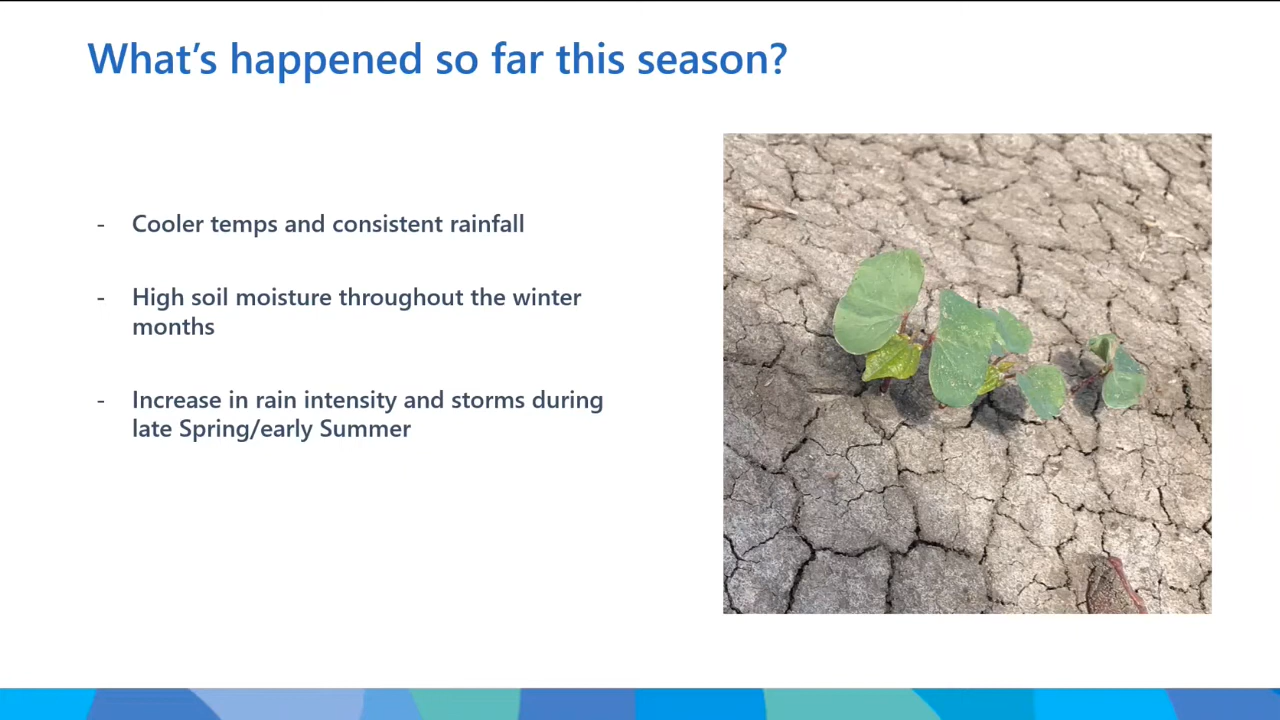 What's happened so far this season?
- Cooler temps and consistent rainfall
- High soil moisture throughout the winter
months
- Increase in rain intensity and storms during
late Spring/early Summer